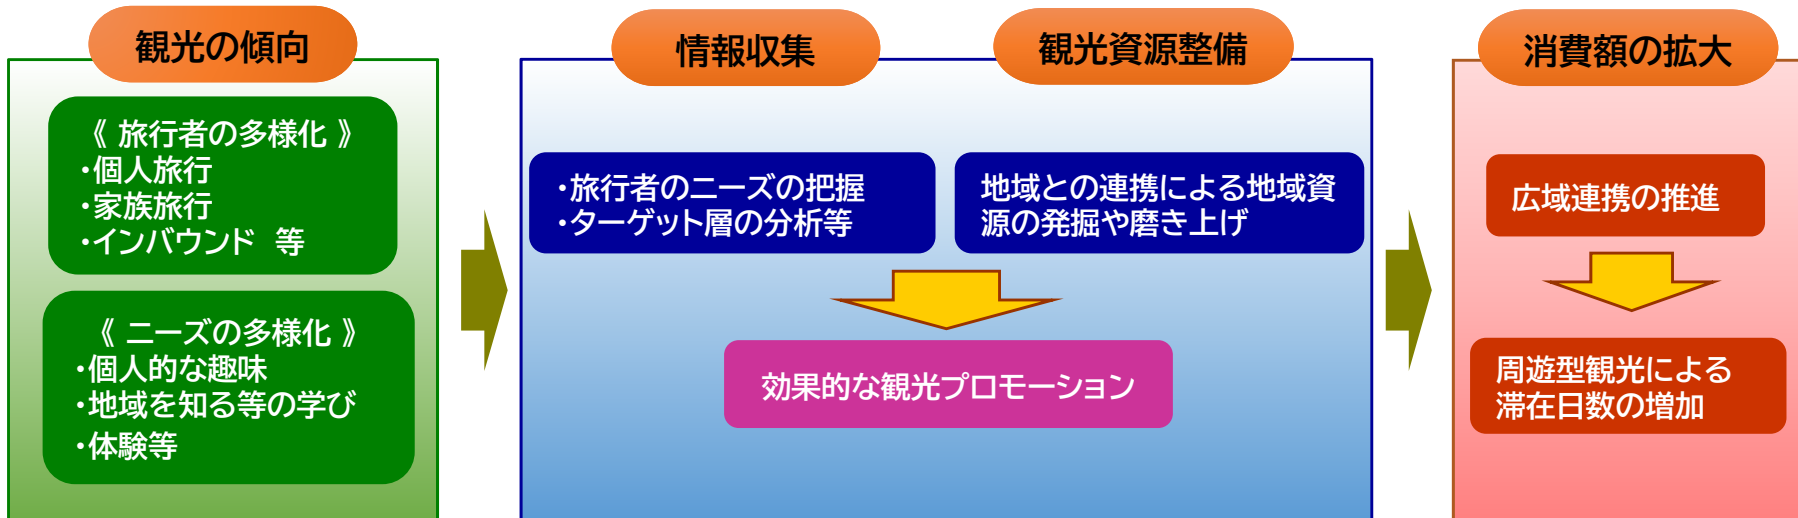 観光の傾向
《 旅行者の多様化 》
・個人旅行
・家族旅行
・インバウンド 等
《 ニーズの多様化 》
・個人的な趣味
・地域を知る等の学び
・体験等
情報収集
観光資源整備
・旅行者のニーズの把握
・ターゲット層の分析等
地域との連携による地域資
源の発掘や磨き上げ
効果的な観光プロモーション
消費額の拡大
広域連携の推進
周遊型観光による
滞在日数の増加